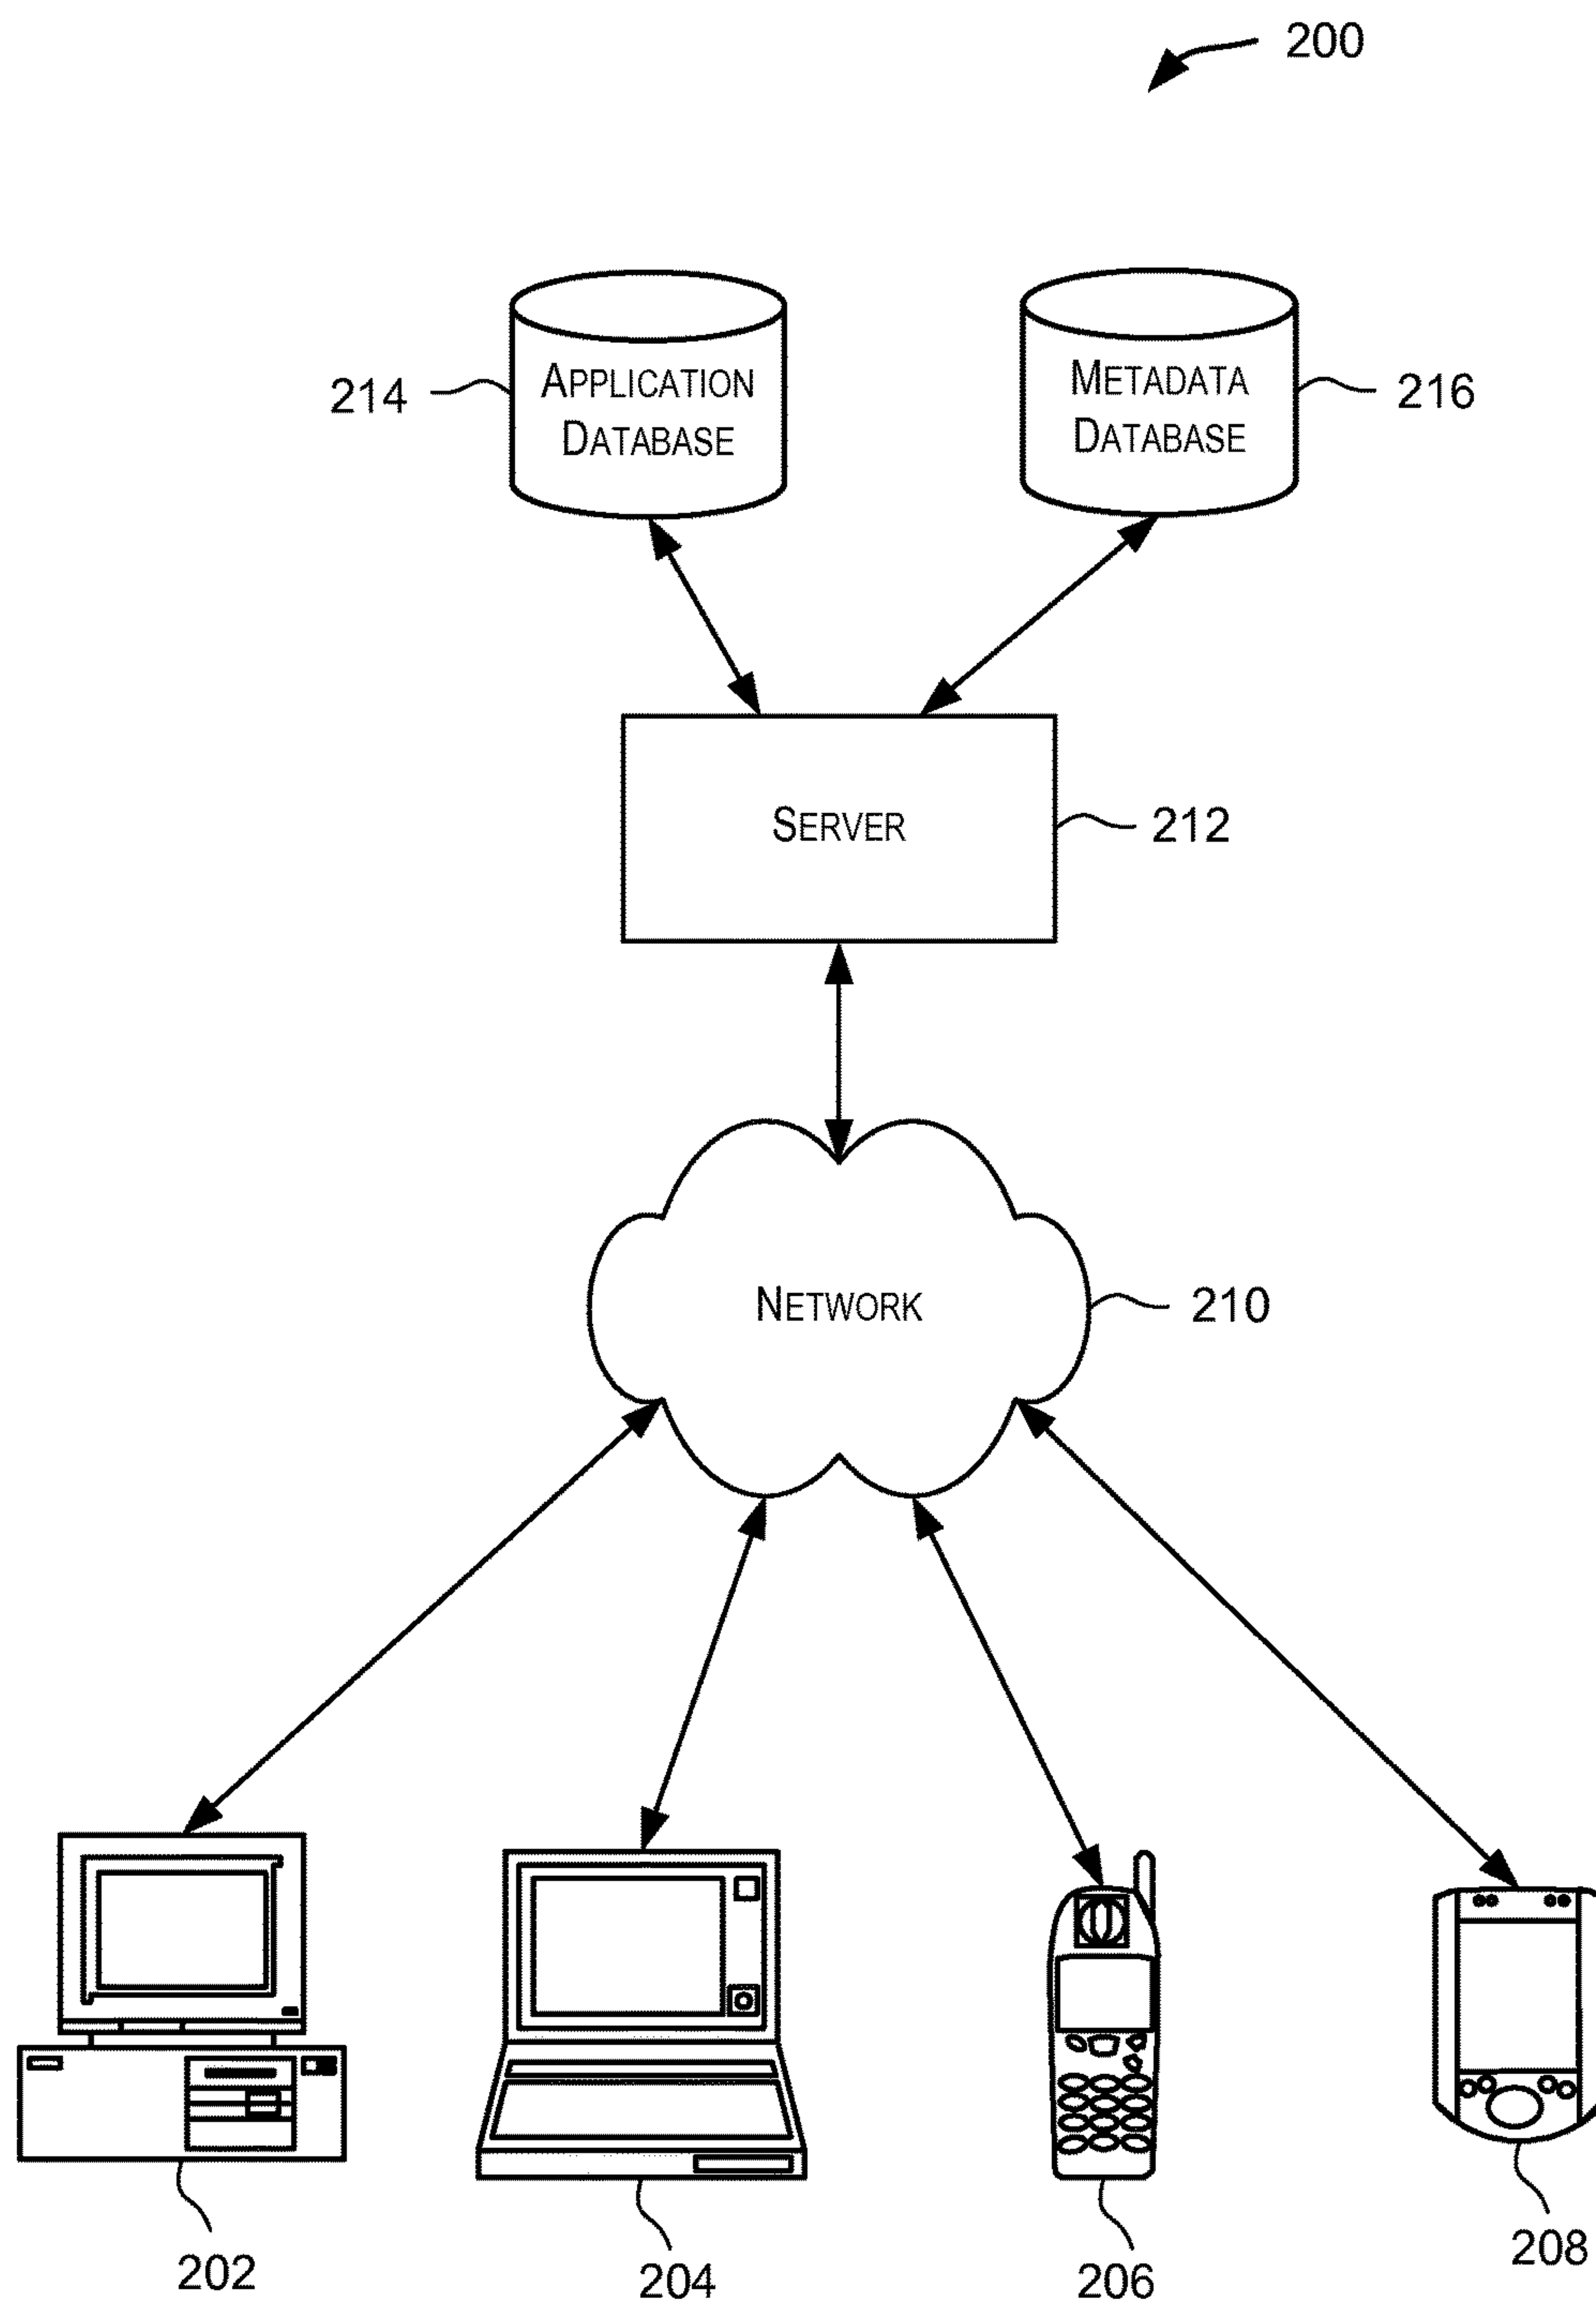 200
214
APPLICATION
DATABASE
METADATA
DATABASE
216
SERVER
212
NETWORK
210
202
204
206
208